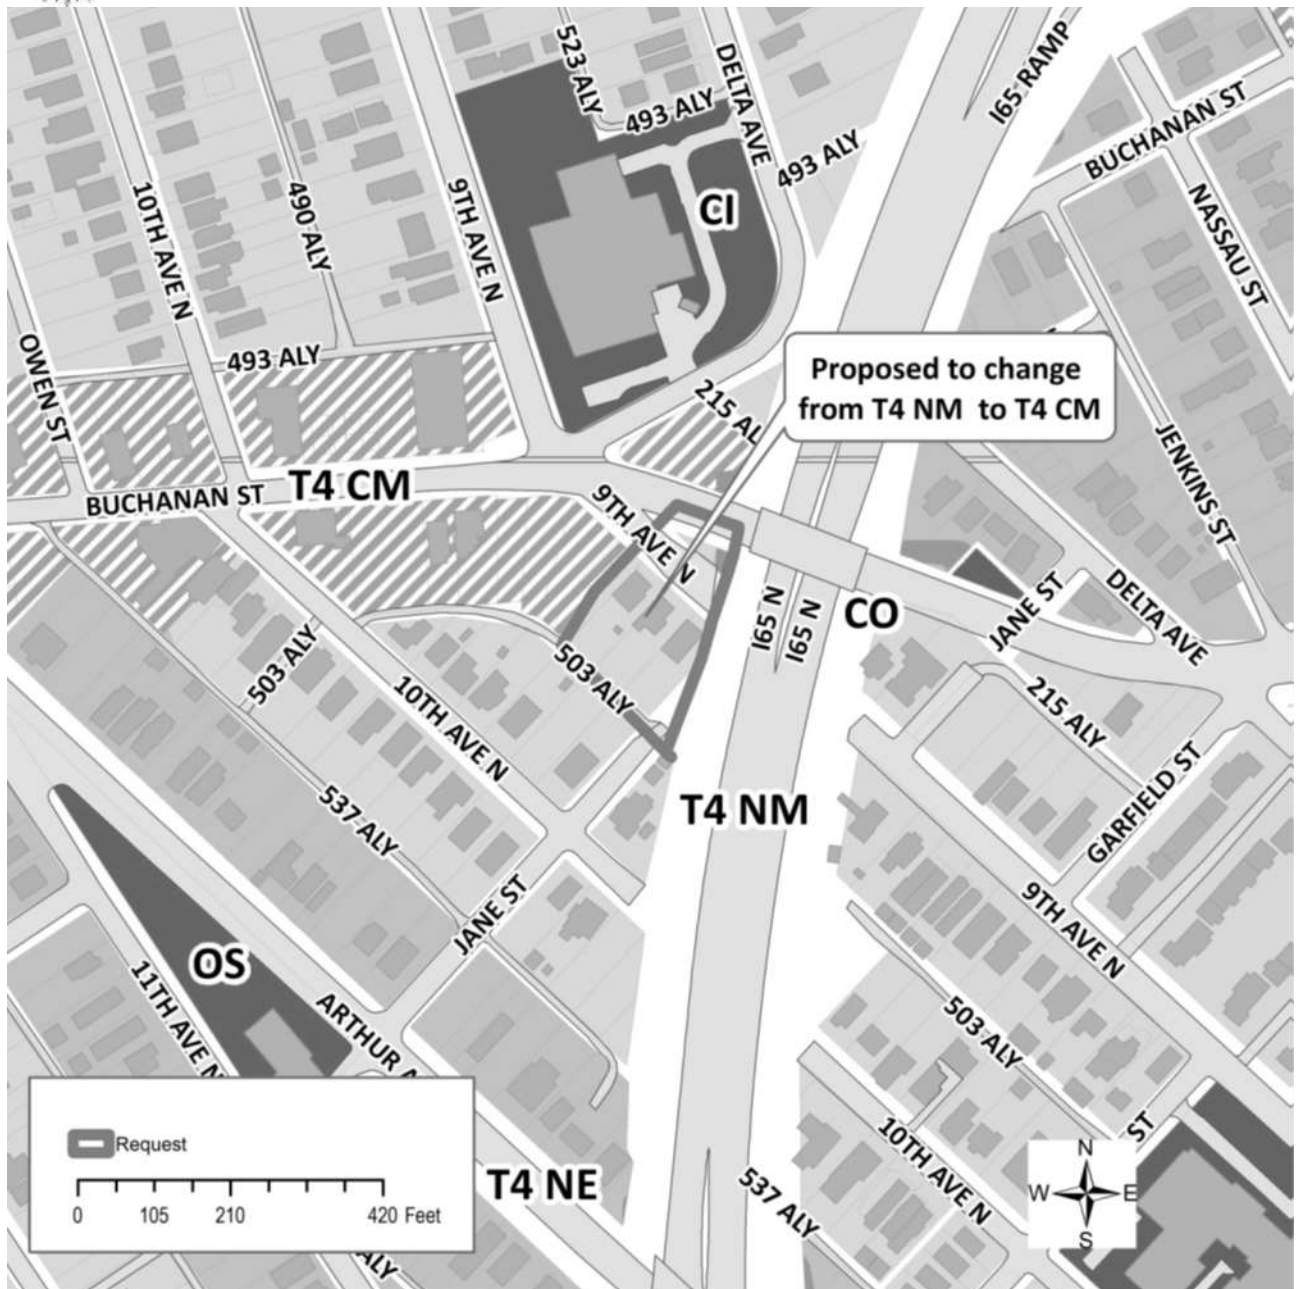 523 ALY
DELTA AVE
I65 RAMP
493 ALY
BUCHANAN ST
493 ALY
10TH AVE N
490 ALY
9TH AVE N
CI
NASSAU ST
OWEN ST
493 ALY
Proposed to change
from T4 NM to T4 CM
215 AL
JENKINS ST
T4 CM
BUCHANAN ST
9TH AVE N
I65 N
I65 N
CO
JANE ST
DELTA AVE
503 ALY
503 ALY
10TH AVE N
215 ALY
GARFIELD ST
T4 NM
537 ALY
JANE ST
9TH AVE N
OS
11TH AVE N
ARTHUR A
503 ALY
Request
0 105 210 420 Feet
T4 NE
537 ALY
10TH AVE N
ST
N
W E
S
ALY